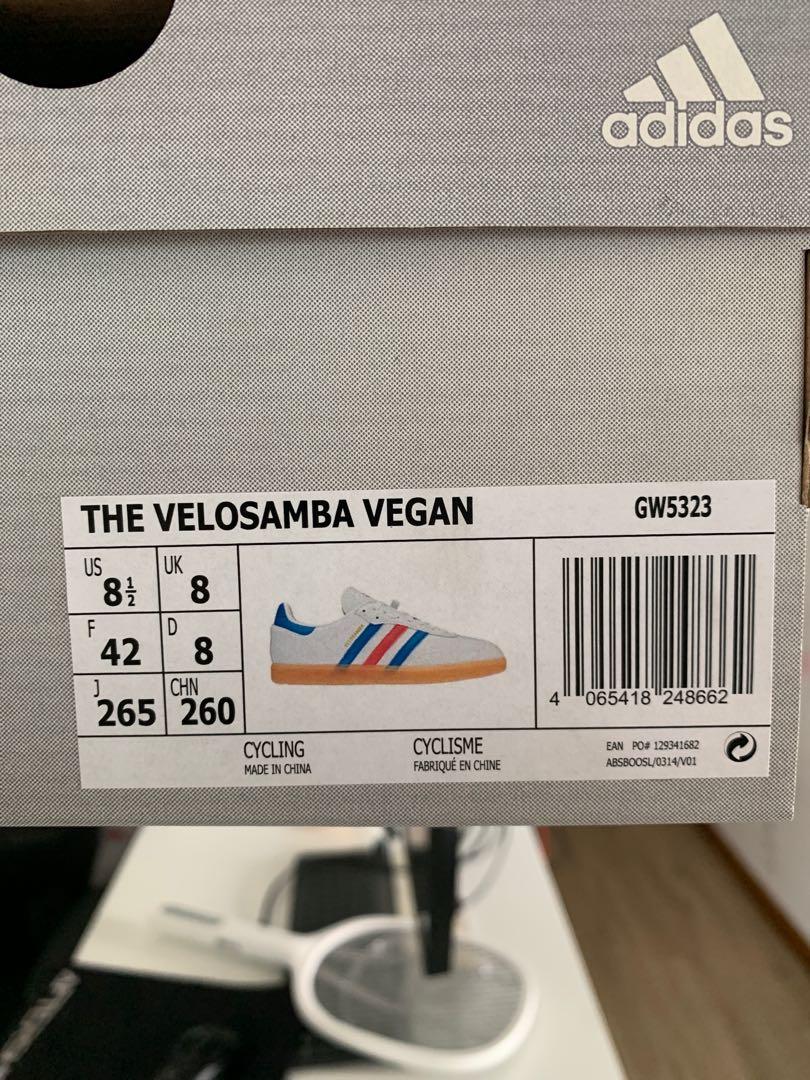 adidas
THE VELOSAMBA VEGAN GW5323
US 8½ UK 8
F 42 D 8
J 265 CHN 260
VELOSAMBA
4 065418 248662
CYCLING CYCLISME
MADE IN CHINA FABRIQUÉ EN CHINE
EAN PO# 129341682
ABSBOOSL/0314/V01